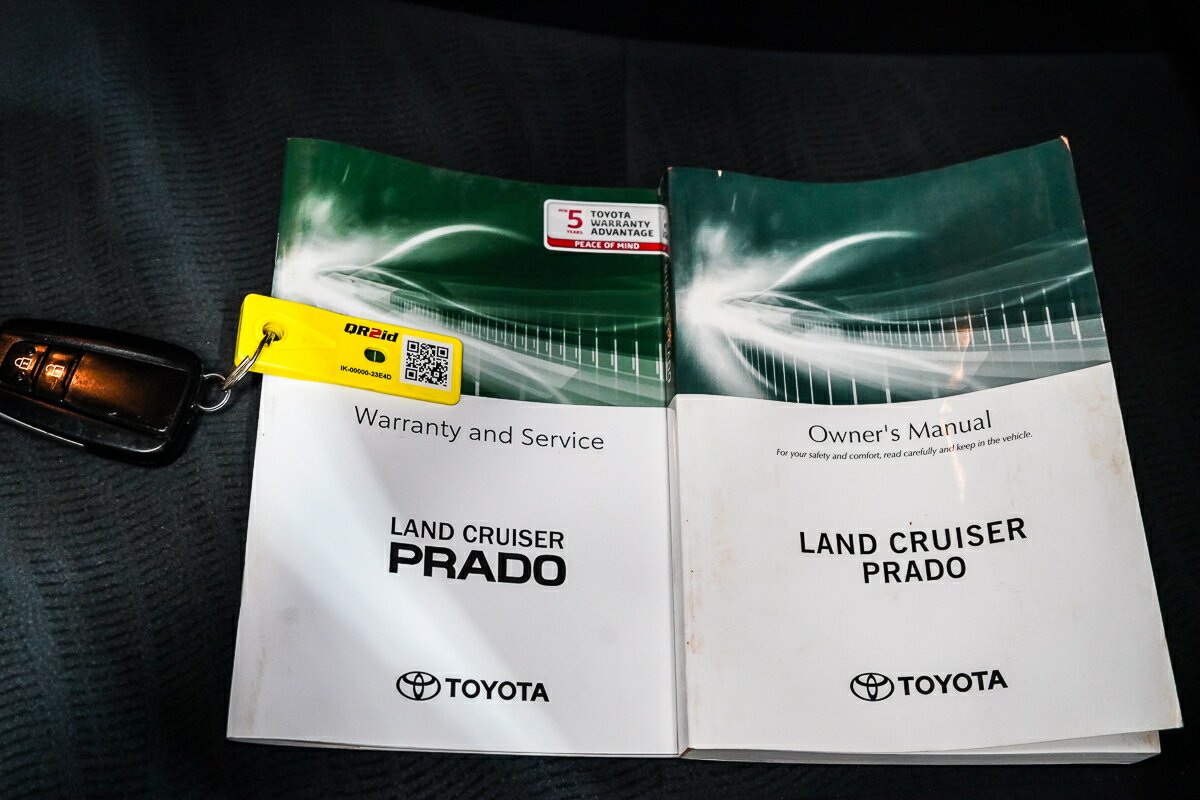 NOW 5 YEARS
TOYOTA
WARRANTY
ADVANTAGE
PEACE OF MIND
QR2id
IK-00000-23E4D
Warranty and Service
LAND CRUISER
PRADO
TOYOTA
Owner's Manual
For your safety and comfort, read carefully and keep in the vehicle.
LAND CRUISER
PRADO
TOYOTA